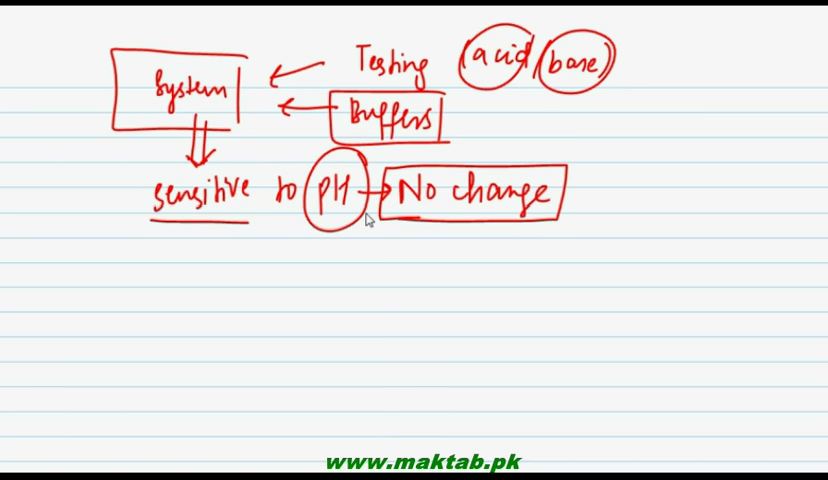 Testing (acid/base)
System
Buffers
sensitive to pH → No change
www.maktab.pk